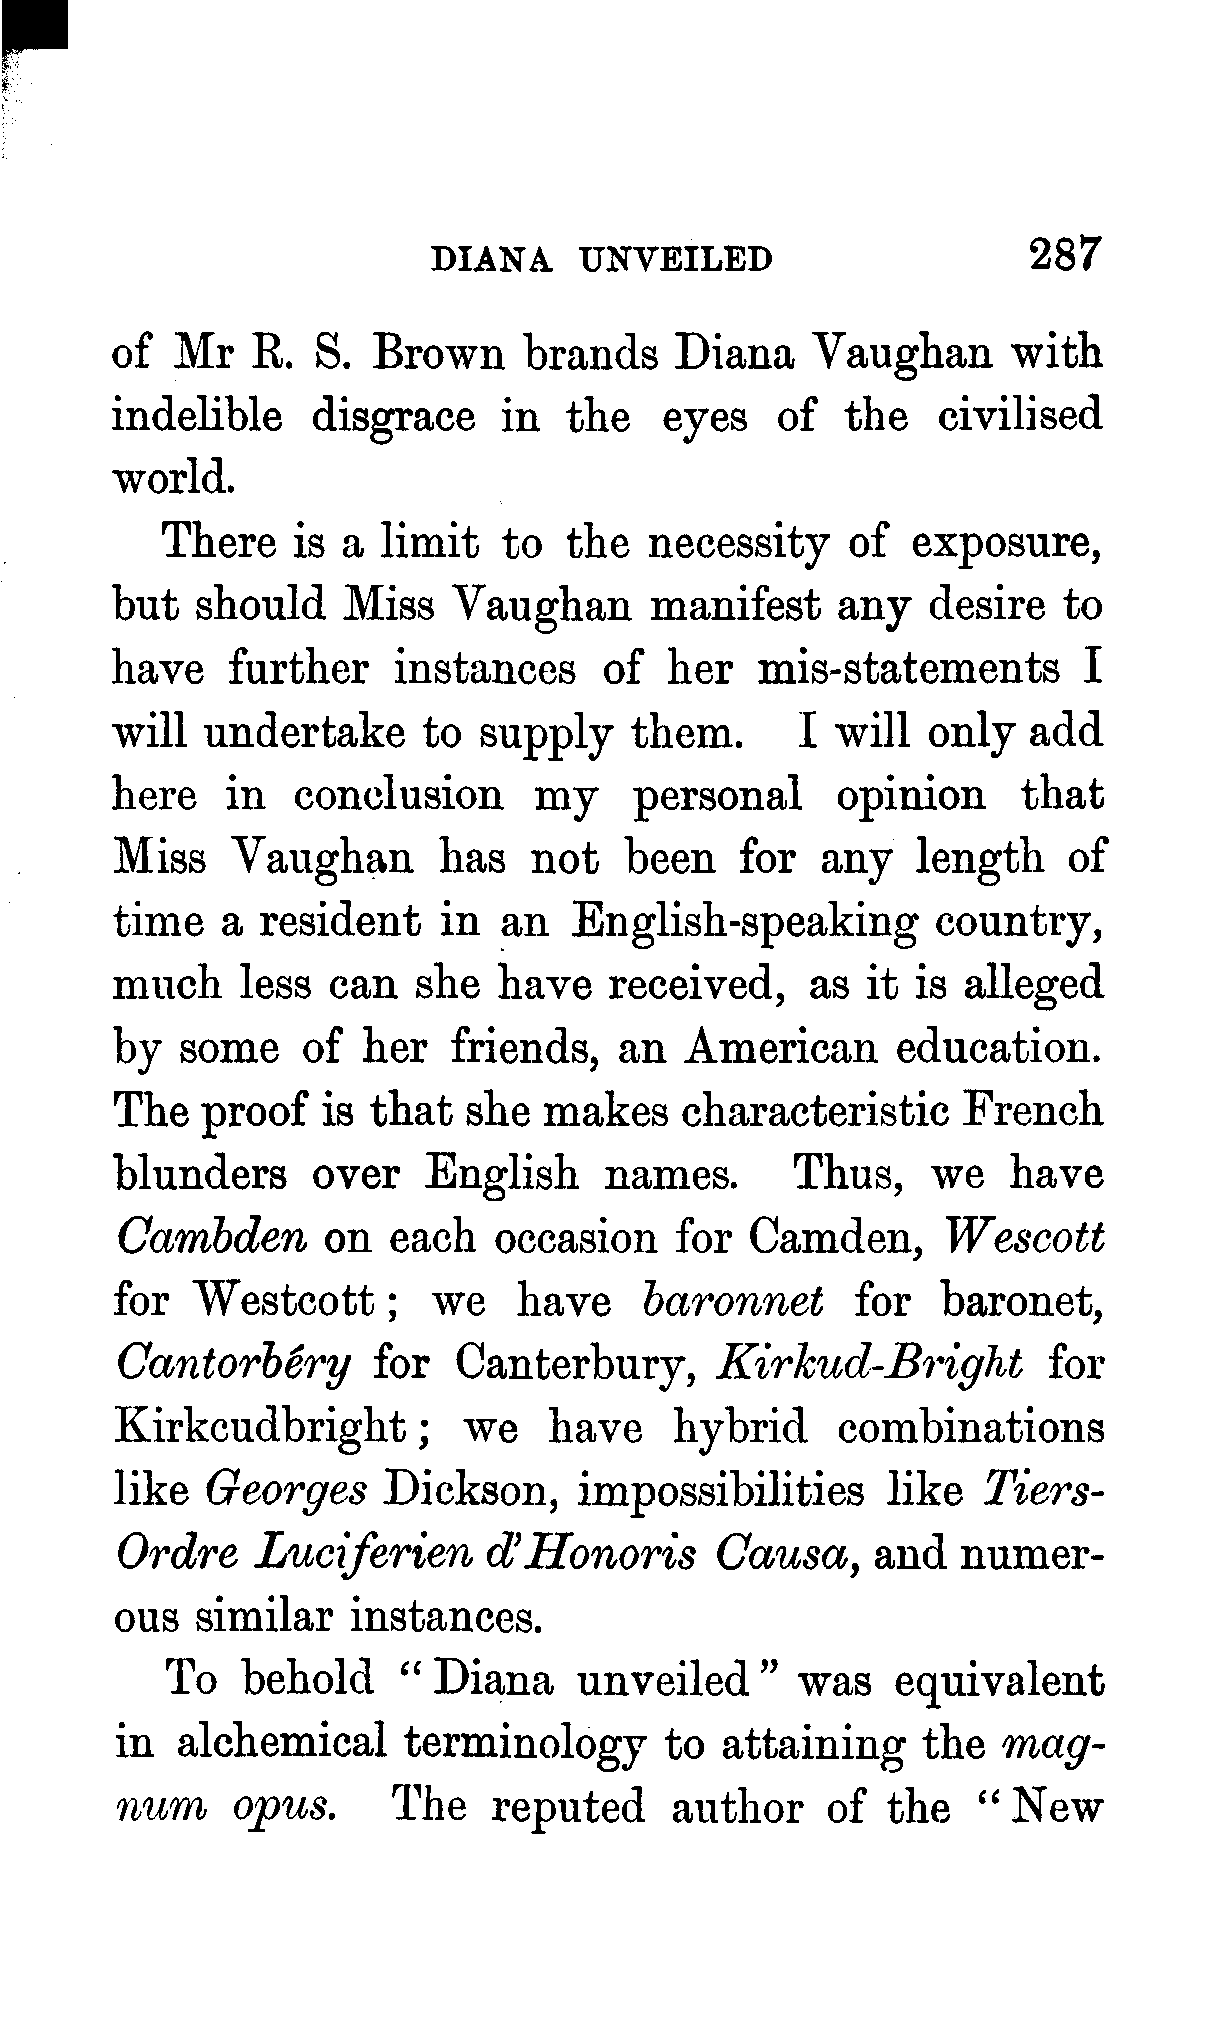 DIANA UNVEILED 287
of Mr R. S. Brown brands Diana Vaughan with
indelible disgrace in the eyes of the civilised
world.
There is a limit to the necessity of exposure,
but should Miss Vaughan manifest any desire to
have further instances of her mis-statements I
will undertake to supply them. I will only add
here in conclusion my personal opinion that
Miss Vaughan has not been for any length of
time a resident in an English-speaking country,
much less can she have received, as it is alleged
by some of her friends, an American education.
The proof is that she makes characteristic French
blunders over English names. Thus, we have
Cambden on each occasion for Camden, Wescott
for Westcott ; we have baronnet for baronet,
Cantorbéry for Canterbury, Kirkud-Bright for
Kirkcudbright ; we have hybrid combinations
like Georges Dickson, impossibilities like Tiers-
Ordre Luciferien d'Honoris Causa, and numer-
ous similar instances.
To behold “ Diana unveiled ” was equivalent
in alchemical terminology to attaining the mag-
num opus. The reputed author of the “ New